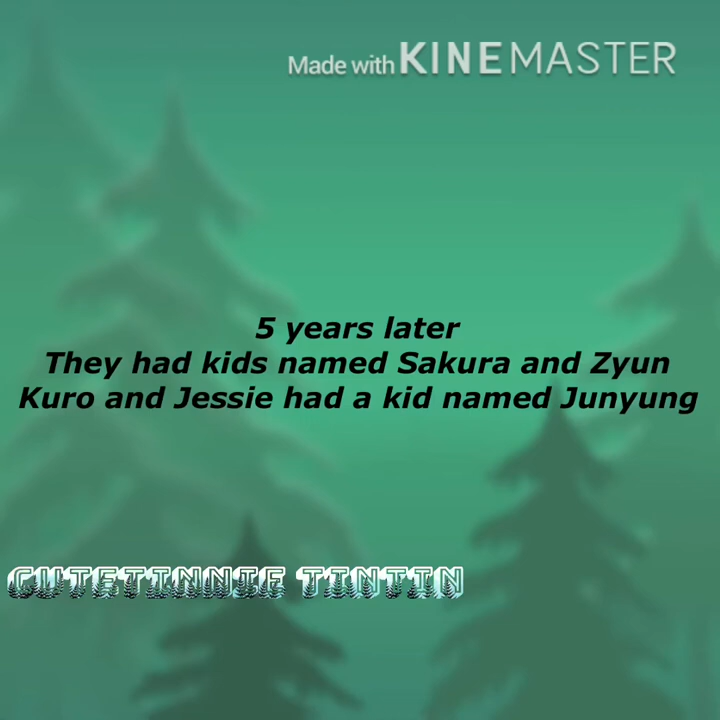 Made with KINEMASTER
5 years later
They had kids named Sakura and Zyun
Kuro and Jessie had a kid named Junyung
CUTETINNIE TINTIN